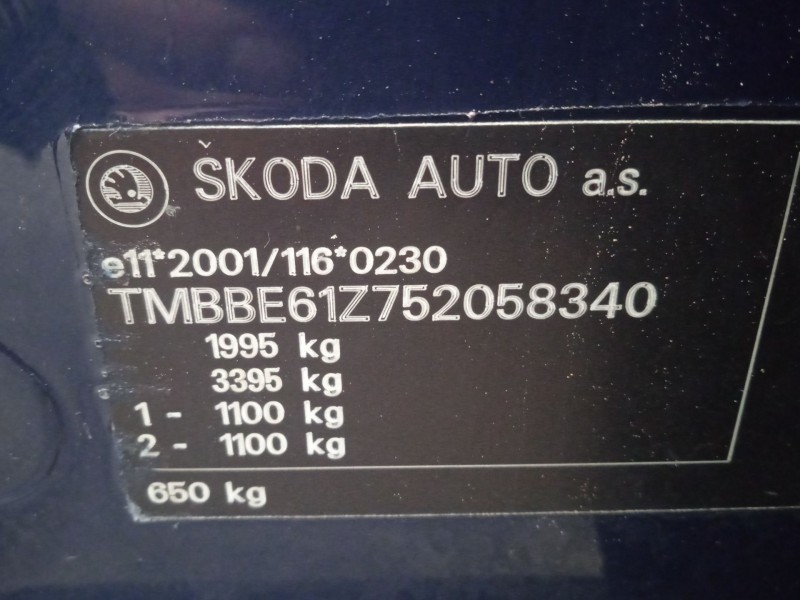 ŠKODA AUTO a.s.
e11*2001/116*0230
TMBBE61Z752058340
1995 kg
3395 kg
1 - 1100 kg
2 - 1100 kg
650 kg